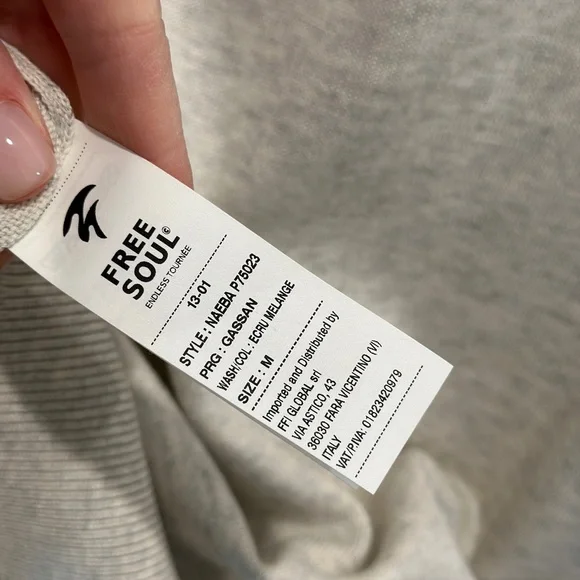 FREE
SOUL©
ENDLESS TOURNÉE
13-01
STYLE : NAEBA P75023
PRG : GASSAN
WASH/COL : ECRU MELANGE
SIZE : M
Imported and Distributed by
FFI GLOBAL srl
VIA ASTICO, 43
36030 FARA VICENTINO (VI)
ITALY
VAT/P.IVA: 01823420979